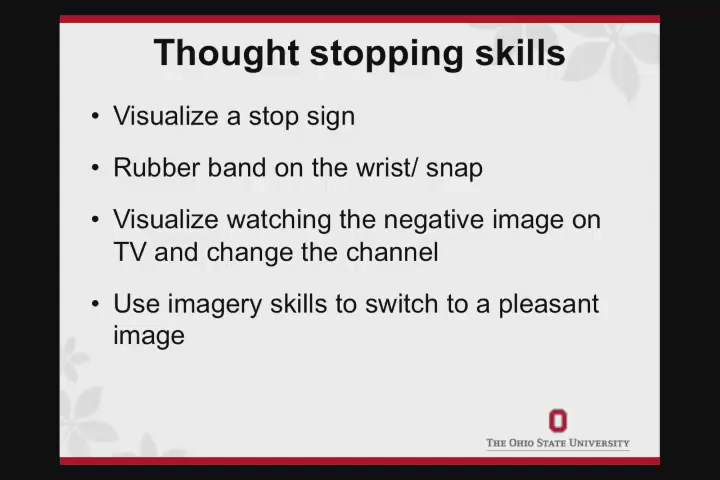 Thought stopping skills
• Visualize a stop sign
• Rubber band on the wrist/ snap
• Visualize watching the negative image on
TV and change the channel
• Use imagery skills to switch to a pleasant
image
THE OHIO STATE UNIVERSITY